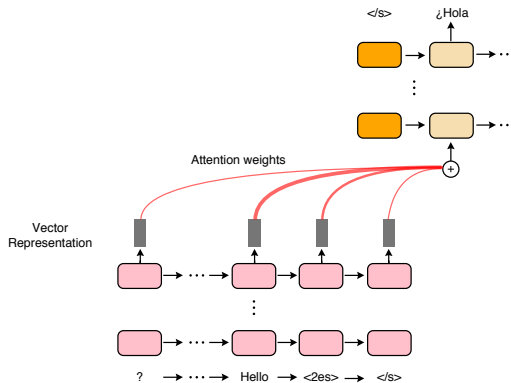 </s> ¿Hola
Attention weights
Vector
Representation
? Hello <2es> </s>